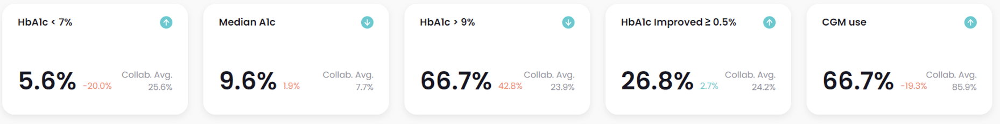 HbA1c < 7%
5.6% -20.0% Collab. Avg.
25.6%
Median A1c
9.6% 1.9% Collab. Avg.
7.7%
HbA1c > 9%
66.7% 42.8% Collab. Avg.
23.9%
HbA1c Improved ≥ 0.5%
26.8% 2.7% Collab. Avg.
24.2%
CGM use
66.7% -19.3% Collab. Avg.
85.9%